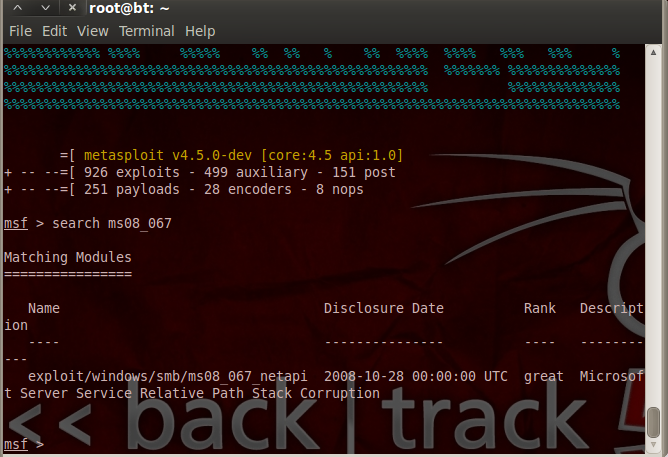 root@bt: ~
File Edit View Terminal Help
%%%%%%%%%%%% %%%% %%%%% %% %% % %% %%%% %%%% %%% %%% %
%%%%%%%%%%%%%%%%%%%%%%%%%%%%%%%%%%%%%%%%%%%%%%%%%%%%% %%%%%%% %%%%%%%%%%%%%%
%%%%%%%%%%%%%%%%%%%%%%%%%%%%%%%%%%%%%%%%%%%%%%%%%%%%% %%%%%%%%%%%%%%
%%%%%%%%%%%%%%%%%%%%%%%%%%%%%%%%%%%%%%%%%%%%%%%%%%%%%%%%%%%%%%%%%%%%%%%%%%%%%%%
=[ metasploit v4.5.0-dev [core:4.5 api:1.0]
+ -- --=[ 926 exploits - 499 auxiliary - 151 post
+ -- --=[ 251 payloads - 28 encoders - 8 nops
msf > search ms08_067
Matching Modules
================
Name Disclosure Date Rank Descript
ion
---- --------------- ---- --------
---
exploit/windows/smb/ms08_067_netapi 2008-10-28 00:00:00 UTC great Microsof
t Server Service Relative Path Stack Corruption
<< back | track 5
msf >